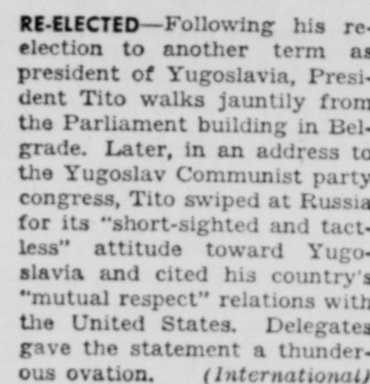 RE-ELECTED—Following his re-
election to another term as
president of Yugoslavia, Presi-
dent Tito walks jauntily from
the Parliament building in Bel-
grade. Later, in an address to
the Yugoslav Communist party
congress, Tito swiped at Russia
for its "short-sighted and tact-
less" attitude toward Yugo-
slavia and cited his country's
"mutual respect" relations with
the United States. Delegates
gave the statement a thunder-
ous ovation. (International)